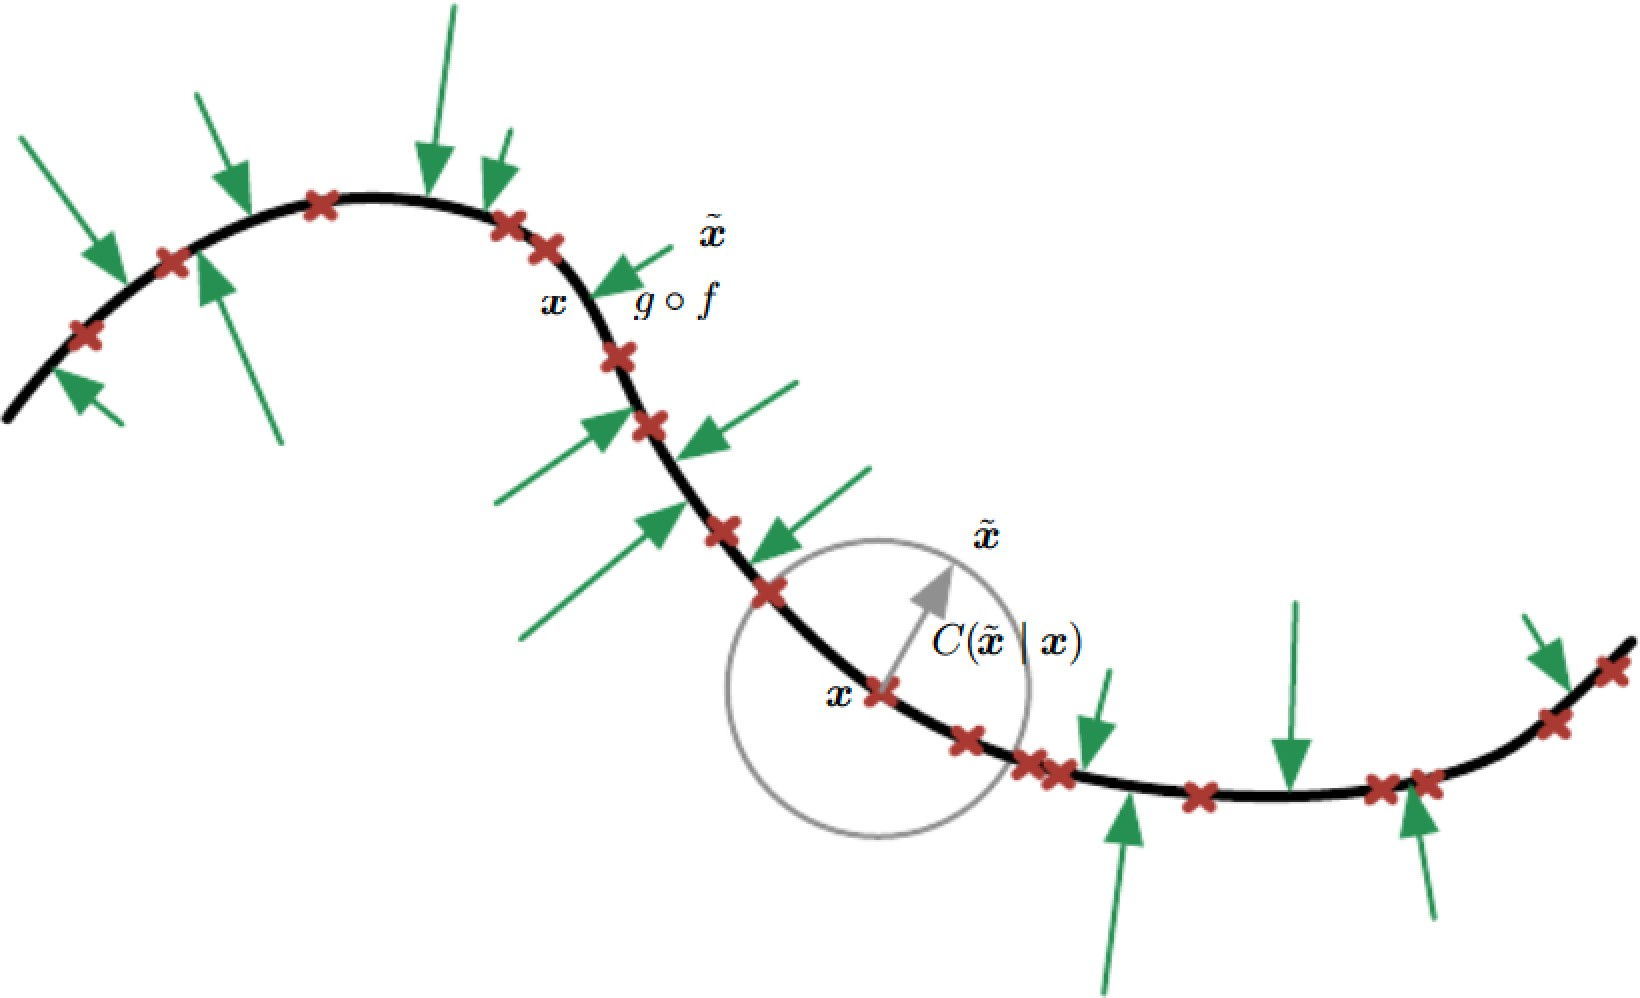 x̃
x
g ∘ f
x̃
C(x̃ | x)
x